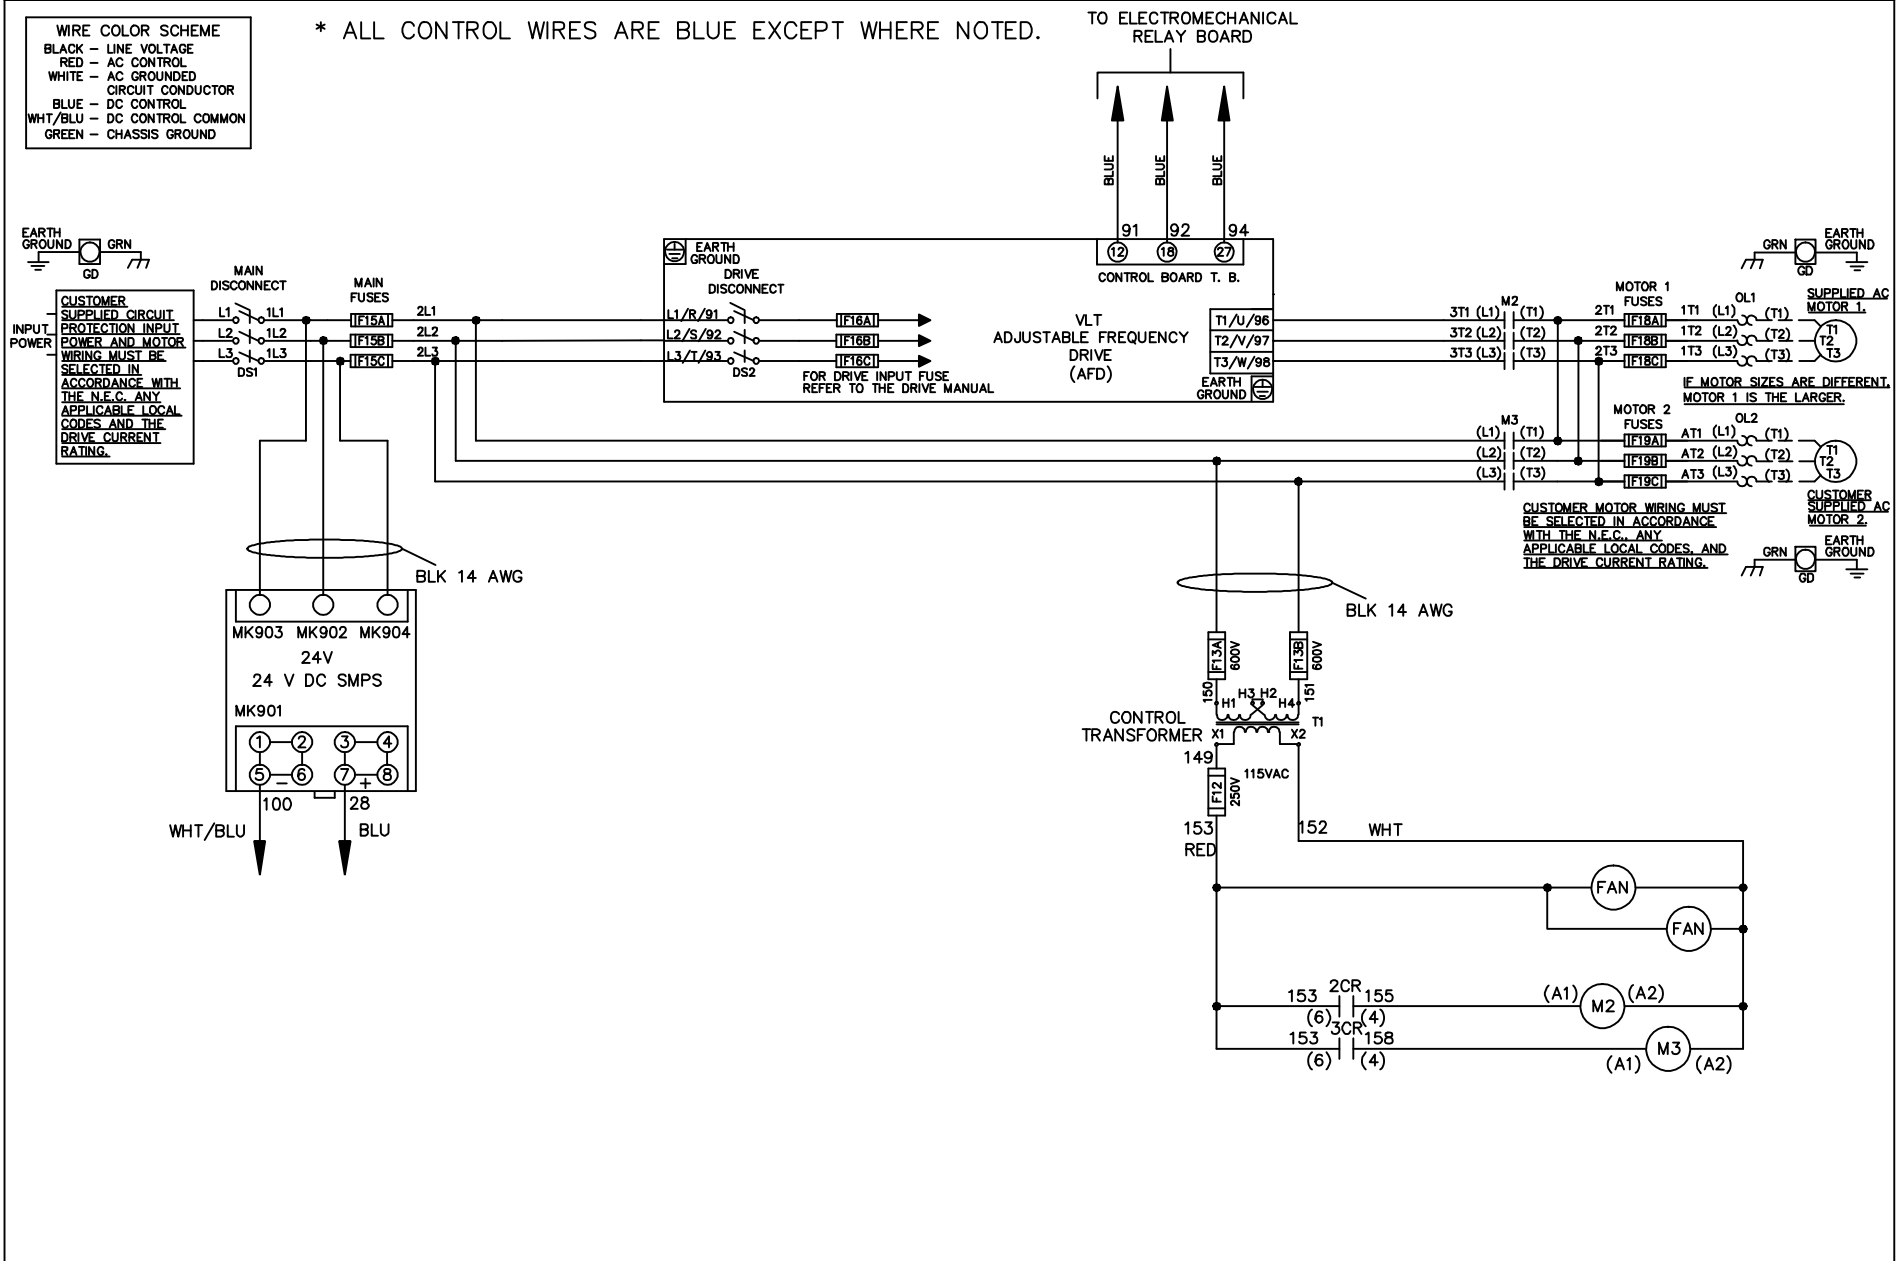 WIRE COLOR SCHEME
BLACK – LINE VOLTAGE
RED – AC CONTROL
WHITE – AC GROUNDED
CIRCUIT CONDUCTOR
BLUE – DC CONTROL
WHT/BLU – DC CONTROL COMMON
GREEN – CHASSIS GROUND
* ALL CONTROL WIRES ARE BLUE EXCEPT WHERE NOTED.
TO ELECTROMECHANICAL
RELAY BOARD
BLUE
BLUE
BLUE
91 92 94
12 18 27
CONTROL BOARD T. B.
EARTH
GROUND
GRN
GD
CUSTOMER
SUPPLIED CIRCUIT
PROTECTION INPUT
POWER AND MOTOR
WIRING MUST BE
SELECTED IN
ACCORDANCE WITH
THE N.E.C. ANY
APPLICABLE LOCAL
CODES AND THE
DRIVE CURRENT
RATING.
INPUT
POWER
MAIN
DISCONNECT
L1 1L1
L2 1L2
L3 1L3
DS1
MAIN
FUSES
F15A 2L1
F15B 2L2
F15C 2L3
EARTH
GROUND
DRIVE
DISCONNECT
L1/R/91
L2/S/92
L3/T/93
DS2
F16A
F16B
F16C
FOR DRIVE INPUT FUSE
REFER TO THE DRIVE MANUAL
VLT
ADJUSTABLE FREQUENCY
DRIVE
(AFD)
T1/U/96
T2/V/97
T3/W/98
EARTH
GROUND
M2
3T1 (L1) (T1) 2T1
3T2 (L2) (T2) 2T2
3T3 (L3) (T3) 2T3
MOTOR 1
FUSES
F18A 1T1 (L1) (T1)
F18B 1T2 (L2) (T2)
F18C 1T3 (L3) (T3)
OL1
GRN
GD
EARTH
GROUND
SUPPLIED AC
MOTOR 1.
T1
T2
T3
IF MOTOR SIZES ARE DIFFERENT,
MOTOR 1 IS THE LARGER.
M3
(L1) (T1)
(L2) (T2)
(L3) (T3)
MOTOR 2
FUSES
F19A AT1 (L1) (T1)
F19B AT2 (L2) (T2)
F19C AT3 (L3) (T3)
OL2
T1
T2
T3
CUSTOMER
SUPPLIED AC
MOTOR 2.
CUSTOMER MOTOR WIRING MUST
BE SELECTED IN ACCORDANCE
WITH THE N.E.C., ANY
APPLICABLE LOCAL CODES, AND
THE DRIVE CURRENT RATING.
GRN
GD
EARTH
GROUND
BLK 14 AWG
MK903 MK902 MK904
24V
24 V DC SMPS
MK901
1 2 3 4
5 6 7 8
– +
100 28
WHT/BLU BLU
BLK 14 AWG
F13A 600V
F13B 600V
150 151
H1 H3 H2 H4
T1
CONTROL
TRANSFORMER
X1 X2
149
115VAC
F12 250V
153
RED
152 WHT
FAN
FAN
153 2CR 155 (A1) M2 (A2)
(6) (4)
153 3CR 158 M3
(6) (4) (A1) (A2)